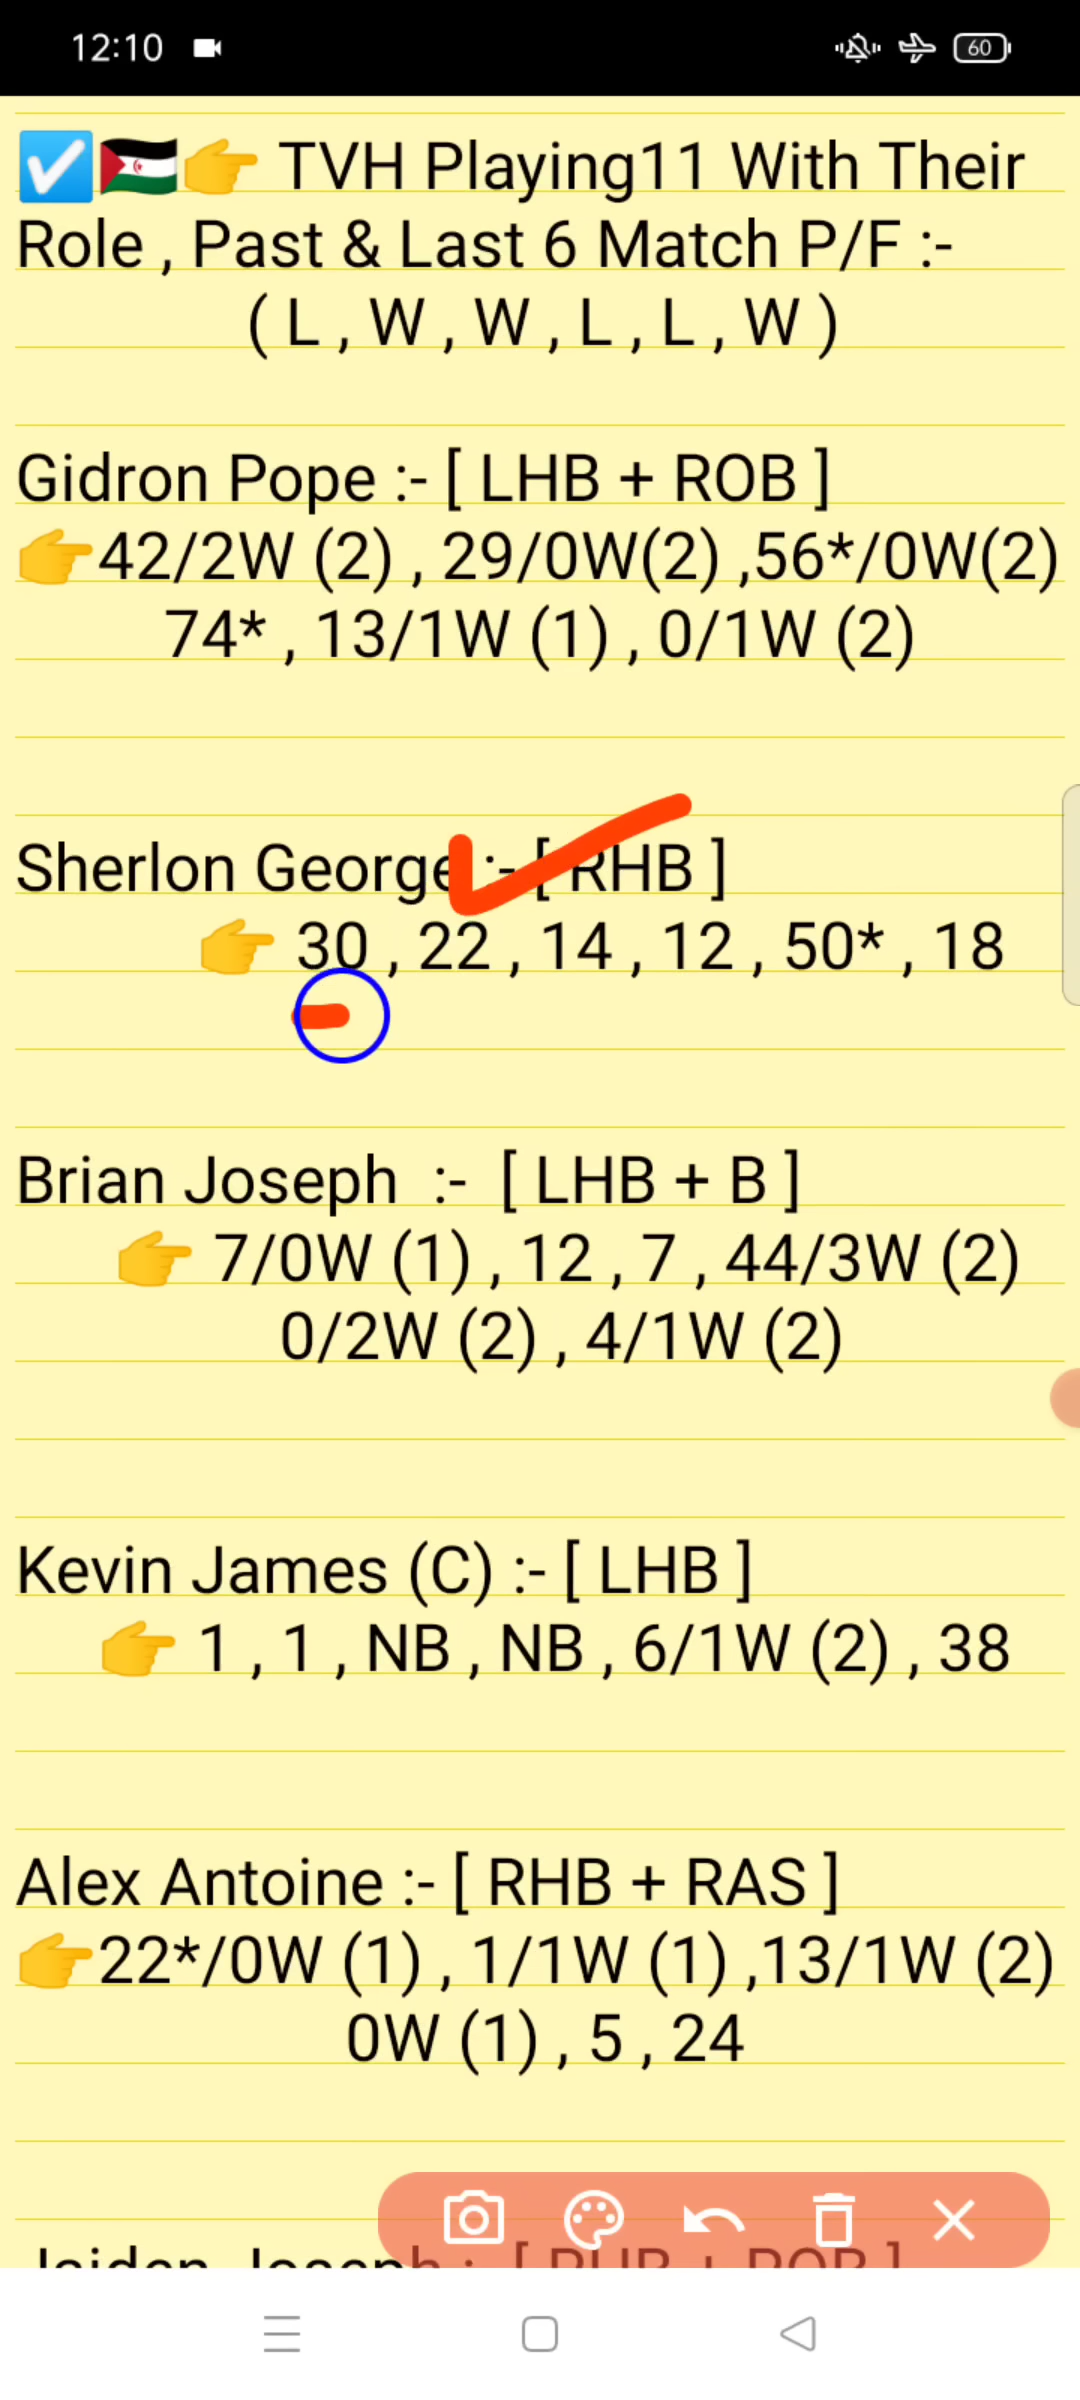 12:10 60
☑️🇪🇭👉 TVH Playing11 With Their
Role , Past & Last 6 Match P/F :-
( L , W , W , L , L , W )
Gidron Pope :- [ LHB + ROB ]
👉42/2W (2) , 29/0W(2) ,56*/0W(2)
74* , 13/1W (1) , 0/1W (2)
Sherlon George :- [ RHB ]
👉 30 , 22 , 14 , 12 , 50* , 18
Brian Joseph :- [ LHB + B ]
👉 7/0W (1) , 12 , 7 , 44/3W (2)
0/2W (2) , 4/1W (2)
Kevin James (C) :- [ LHB ]
👉 1 , 1 , NB , NB , 6/1W (2) , 38
Alex Antoine :- [ RHB + RAS ]
👉22*/0W (1) , 1/1W (1) ,13/1W (2)
0W (1) , 5 , 24
Joseph :- [ RHB + ROB ]